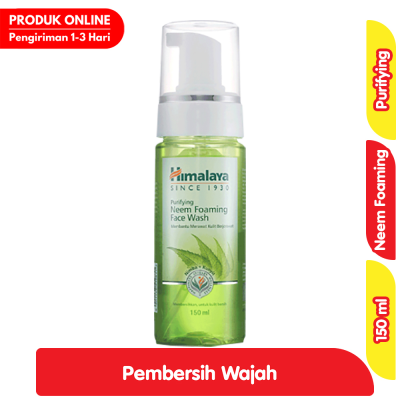 PRODUK ONLINE
Pengiriman 1-3 Hari
Himalaya
SINCE 1930
Purifying
Neem Foaming
Face Wash
150 ml
Pembersih Wajah
Purifying
Neem Foaming
150 ml